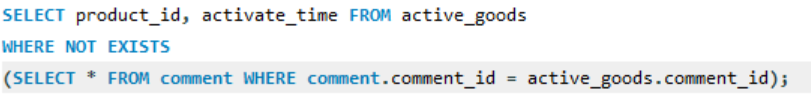 SELECT product_id, activate_time FROM active_goods
WHERE NOT EXISTS
(SELECT * FROM comment WHERE comment.comment_id = active_goods.comment_id);